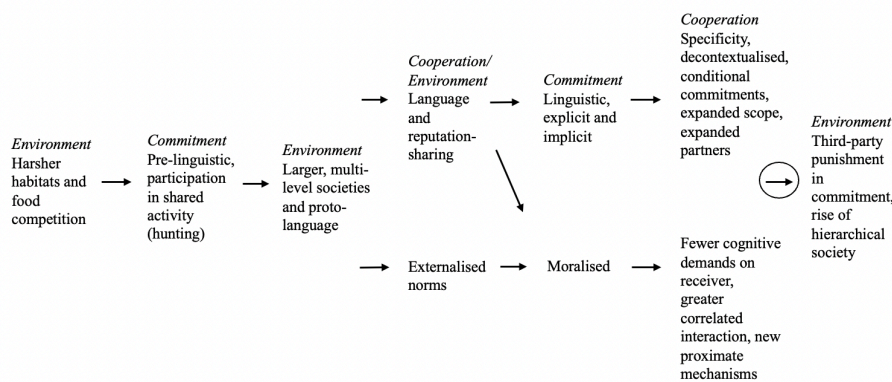 Environment
Harsher
habitats and
food
competition
Commitment
Pre-linguistic,
participation
in shared
activity
(hunting)
Environment
Larger, multi-
level societies
and proto-
language
Cooperation/
Environment
Language
and
reputation-
sharing
Externalised
norms
Commitment
Linguistic,
explicit and
implicit
Moralised
Cooperation
Specificity,
decontextualised,
conditional
commitments,
expanded scope,
expanded
partners
Fewer cognitive
demands on
receiver,
greater
correlated
interaction, new
proximate
mechanisms
Environment
Third-party
punishment
in
commitment,
rise of
hierarchical
society